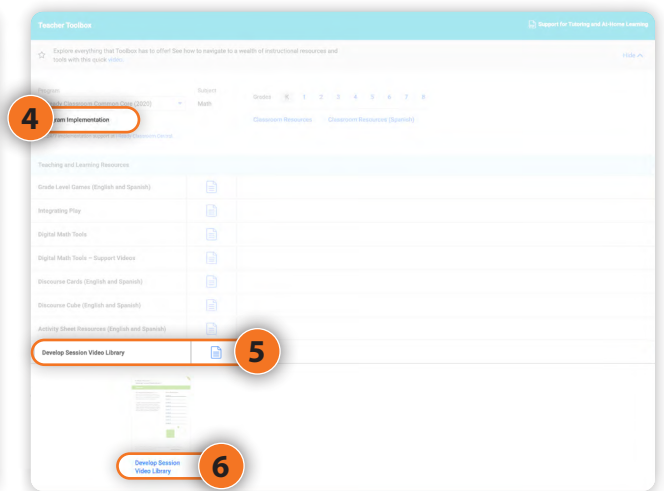 Teacher Toolbox
Support for Tutoring and At-Home Learning
Explore everything that Toolbox has to offer! See how to navigate to a wealth of instructional resources and
tools with this quick video.
Hide
Program
Subject
Classroom Common Core (2020)
Math
Grades K 1 2 3 4 5 6 7 8
4
ram Implementation
Classroom Resources
Classroom Resources (Spanish)
Teaching and Learning Resources
Grade Level Games (English and Spanish)
Integrating Play
Digital Math Tools
Digital Math Tools – Support Videos
Discourse Cards (English and Spanish)
Discourse Cube (English and Spanish)
Activity Sheet Resources (English and Spanish)
Develop Session Video Library
5
Develop Session
Video Library
6